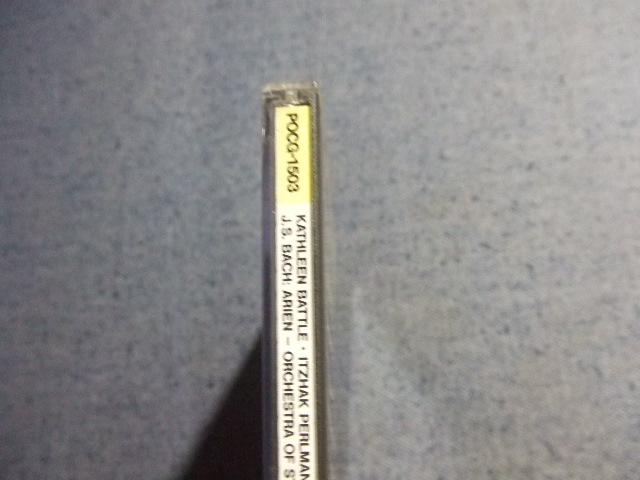 POCG-1503
KATHLEEN BATTLE · ITZHAK PERLMAN
J.S. BACH: ARIEN – ORCHESTRA OF